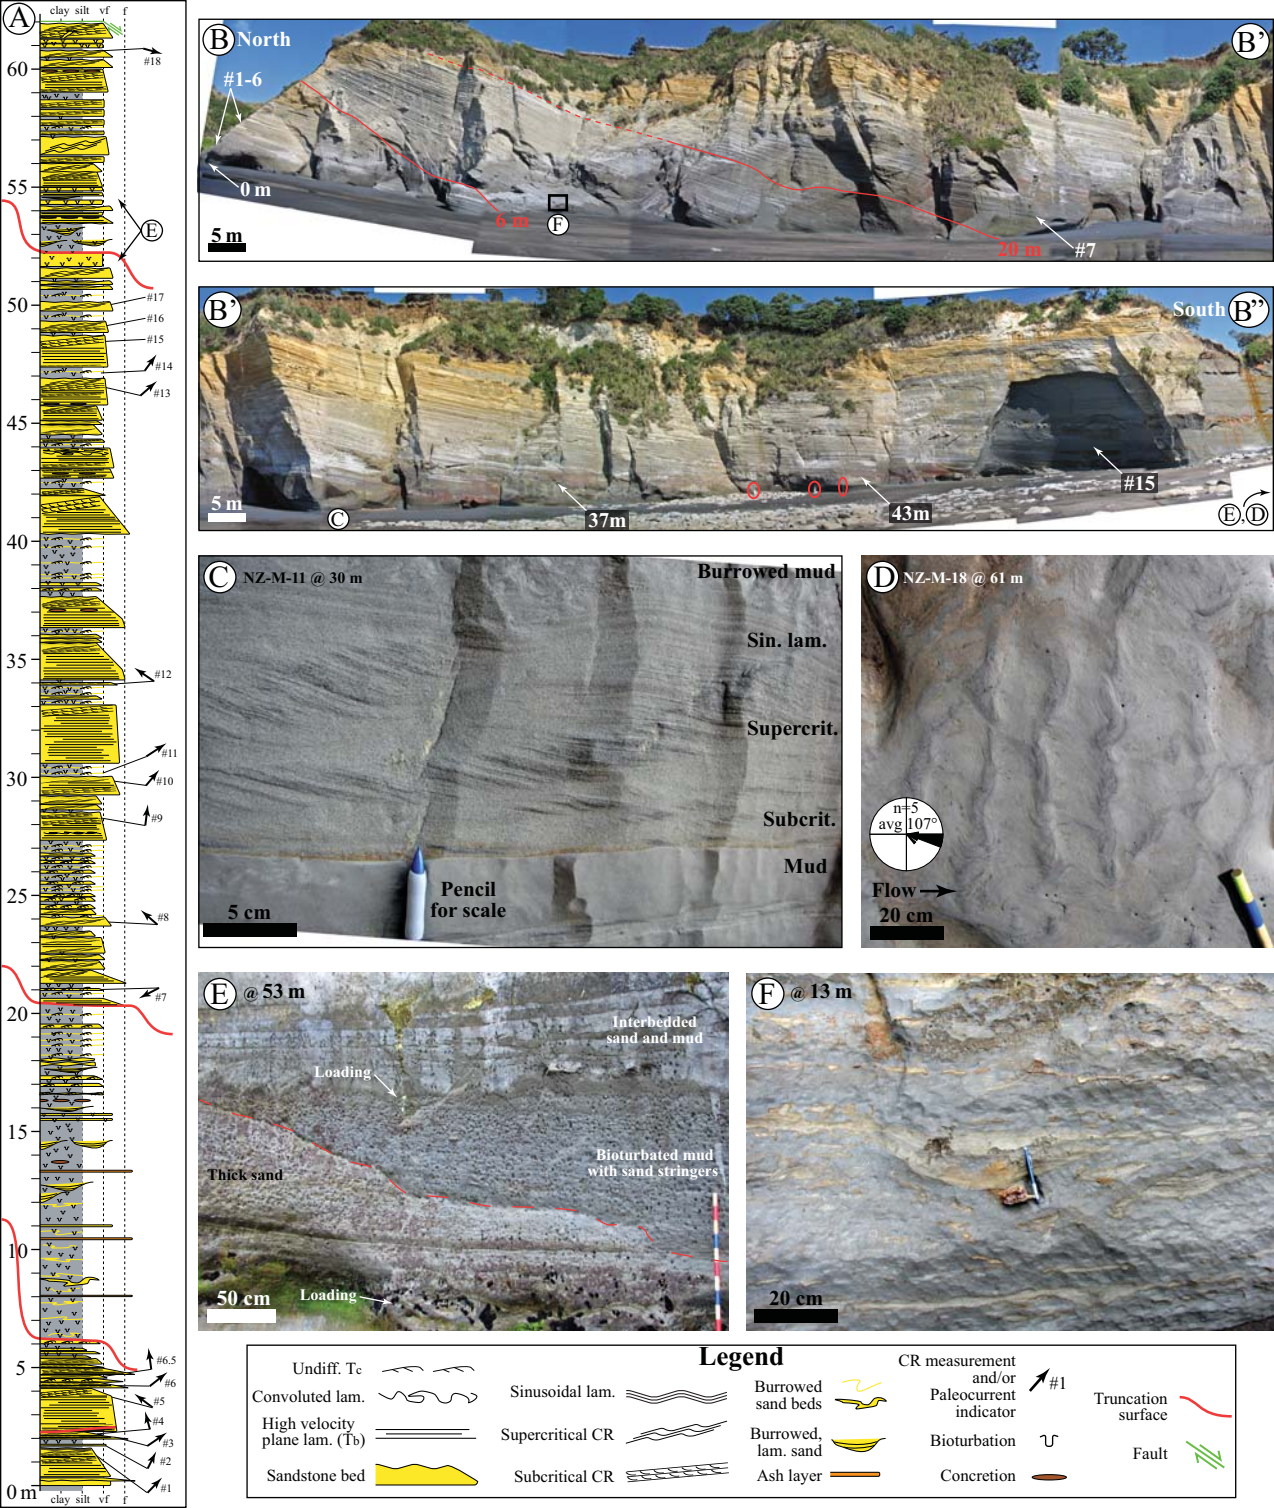 A
clay silt vf f
60
55
50
45
40
35
30
25
20
15
10
5
0 m
clay silt vf f
#18
E
#17
#16
#15
#14
#13
#12
#11
#10
#9
#8
#7
#6.5
#6
#5
#4
#3
#2
#1
B North
B’
#1-6
0 m
6 m
F
20 m
#7
5 m
B’
South B”
37m
43m
#15
C
E,D
5 m
C NZ-M-11 @ 30 m
Burrowed mud
Sin. lam.
Supercrit.
Subcrit.
Mud
Pencil
for scale
5 cm
D NZ-M-18 @ 61 m
n=5
avg 107°
Flow
20 cm
E @ 53 m
Interbedded
sand and mud
Loading
Bioturbated mud
with sand stringers
Thick sand
Loading
50 cm
F @ 13 m
20 cm
Legend
Undiff. Tc
Convoluted lam.
High velocity
plane lam. (Tb)
Sandstone bed
Sinusoidal lam.
Supercritical CR
Subcritical CR
Burrowed
sand beds
Burrowed,
lam. sand
Ash layer
CR measurement
and/or
Paleocurrent
indicator
#1
Bioturbation
Concretion
Truncation
surface
Fault